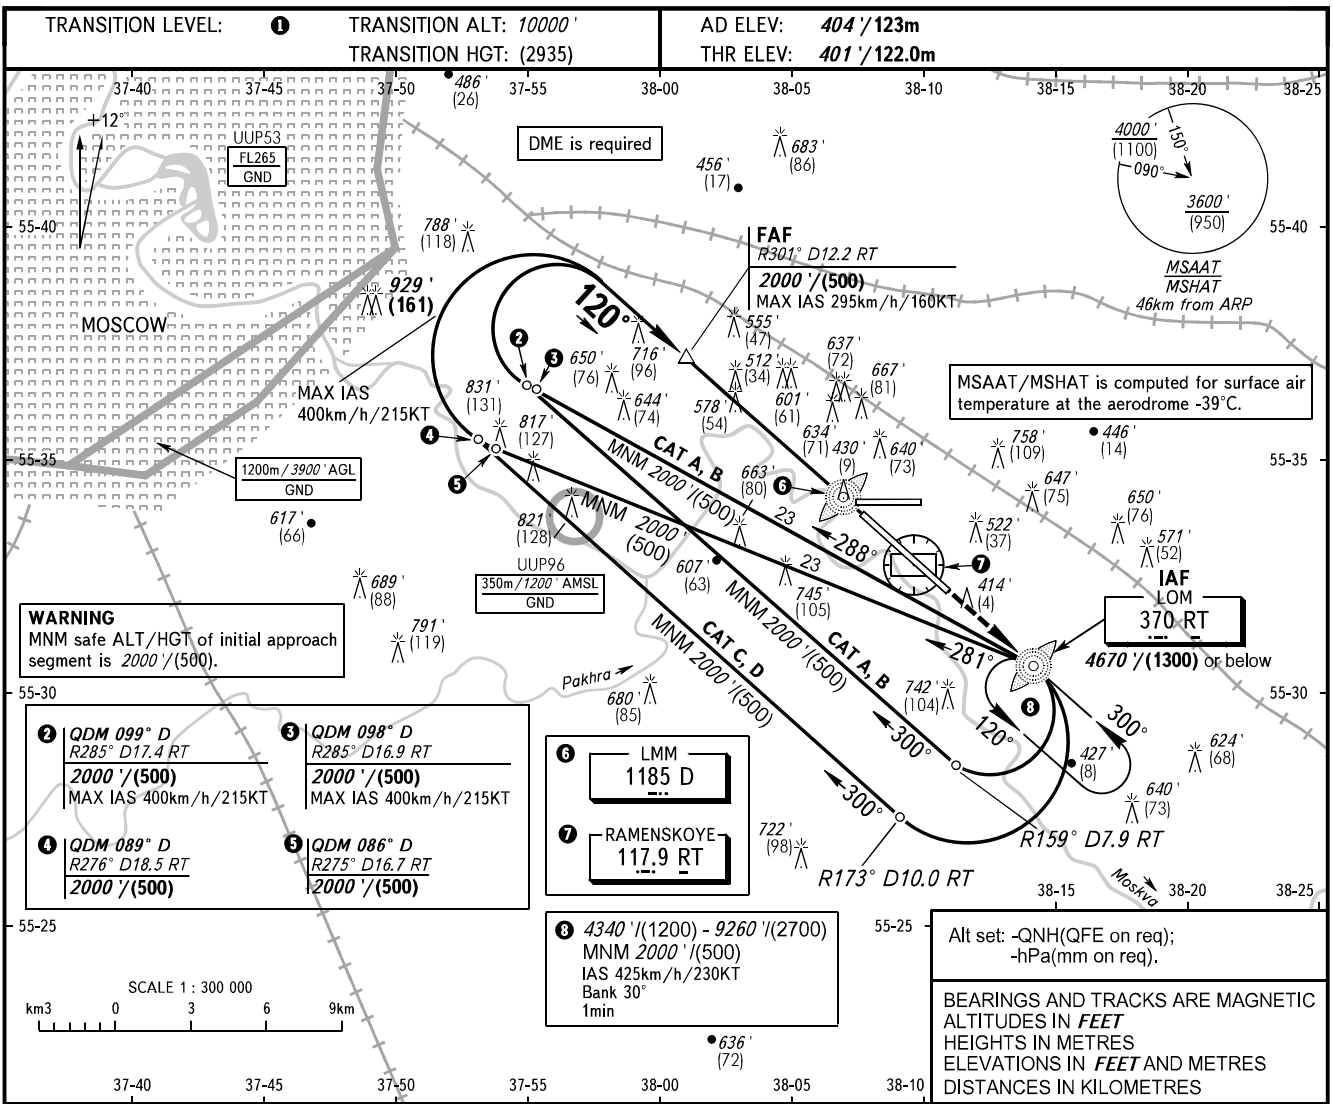 TRANSITION LEVEL: ❶ TRANSITION ALT: 10000 ' AD ELEV: 404 '/123m
TRANSITION HGT: (2935) THR ELEV: 401 '/122.0m
37-40 37-45 37-50 37-55 38-00 38-05 38-10 38-15 38-20 38-25
486 '
(26)
+12°
UUP53
FL265
GND
DME is required
683 '
(86)
456 '
(17)
4000 '
(1100)
150°
090°
3600 '
(950)
MSAAT
MSHAT
46km from ARP
55-40 55-40
788 '
(118)
929 '
(161)
MOSCOW
FAF
R301° D12.2 RT
2000 '/(500)
MAX IAS 295km/h/160KT
120°
MAX IAS
400km/h/215KT
❷ ❸
650 '
(76)
716 '
(96)
644 '
(74)
555 '
(47)
512 '
(34)
578 '
(54)
601 '
(61)
637 '
(72)
667 '
(81)
634 '
(71)
430 '
(9)
640 '
(73)
MSAAT/MSHAT is computed for surface air
temperature at the aerodrome -39°C.
446 '
(14)
758 '
(109)
647 '
(75)
650 '
(76)
571 '
(52)
522 '
(37)
831 '
(131)
817 '
(127)
❹
❺
55-35 55-35
1200m/3900 ' AGL
GND
617 '
(66)
821 '
(128)
UUP96
350m/1200 ' AMSL
GND
CAT A, B
MNM 2000 '/(500)
23
288°
MNM 2000 '
(500)
23
281°
663 '
(80)
❻
❼
607 '
(63)
745 '
(105)
414 '
(4)
IAF
LOM
370 RT
4670 '/(1300) or below
689 '
(88)
791 '
(119)
WARNING
MNM safe ALT/HGT of initial approach
segment is 2000 '/(500).
CAT C, D
MNM 2000 '/(500)
CAT A, B
MNM 2000 '/(500)
Pakhra
680 '
(85)
742 '
(104)
❽
120°
300°
300°
300°
427 '
(8)
624 '
(68)
640 '
(73)
722 '
(98)
R159° D7.9 RT
R173° D10.0 RT
Moskva
55-30 55-30
❷ QDM 099° D
R285° D17.4 RT
2000 '/(500)
MAX IAS 400km/h/215KT
❸ QDM 098° D
R285° D16.9 RT
2000 '/(500)
MAX IAS 400km/h/215KT
❹ QDM 089° D
R276° D18.5 RT
2000 '/(500)
❺ QDM 086° D
R275° D16.7 RT
2000 '/(500)
❻ LMM
1185 D
❼ RAMENSKOYE
117.9 RT
38-15 38-20 38-25
55-25 55-25
❽ 4340 '/(1200) - 9260 '/(2700)
MNM 2000 '/(500)
IAS 425km/h/230KT
Bank 30°
1min
Alt set: -QNH(QFE on req);
-hPa(mm on req).
SCALE 1 : 300 000
km3 0 3 6 9km
636 '
(72)
BEARINGS AND TRACKS ARE MAGNETIC
ALTITUDES IN FEET
HEIGHTS IN METRES
ELEVATIONS IN FEET AND METRES
DISTANCES IN KILOMETRES
37-40 37-45 37-50 37-55 38-00 38-05 38-10